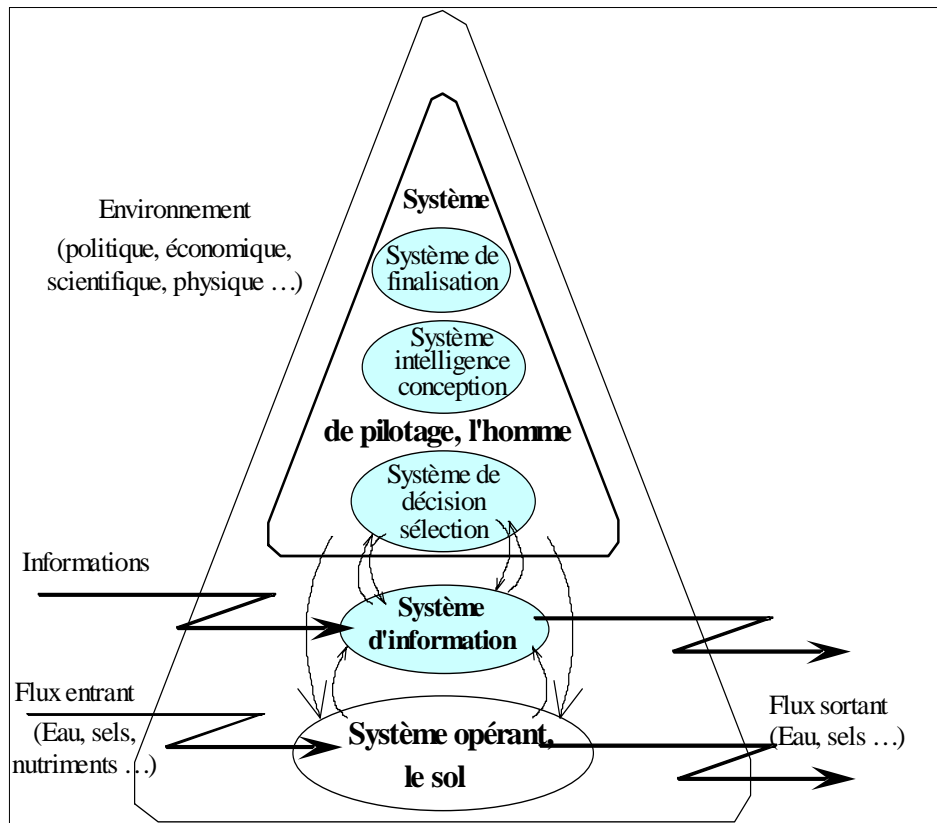 Système
Environnement
(politique, économique,
scientifique, physique …)
Système de
finalisation
Système
intelligence
conception
de pilotage, l'homme
Système de
décision
sélection
Informations
Système
d'information
Flux entrant
(Eau, sels,
nutriments …)
Système opérant,
le sol
Flux sortant
(Eau, sels …)